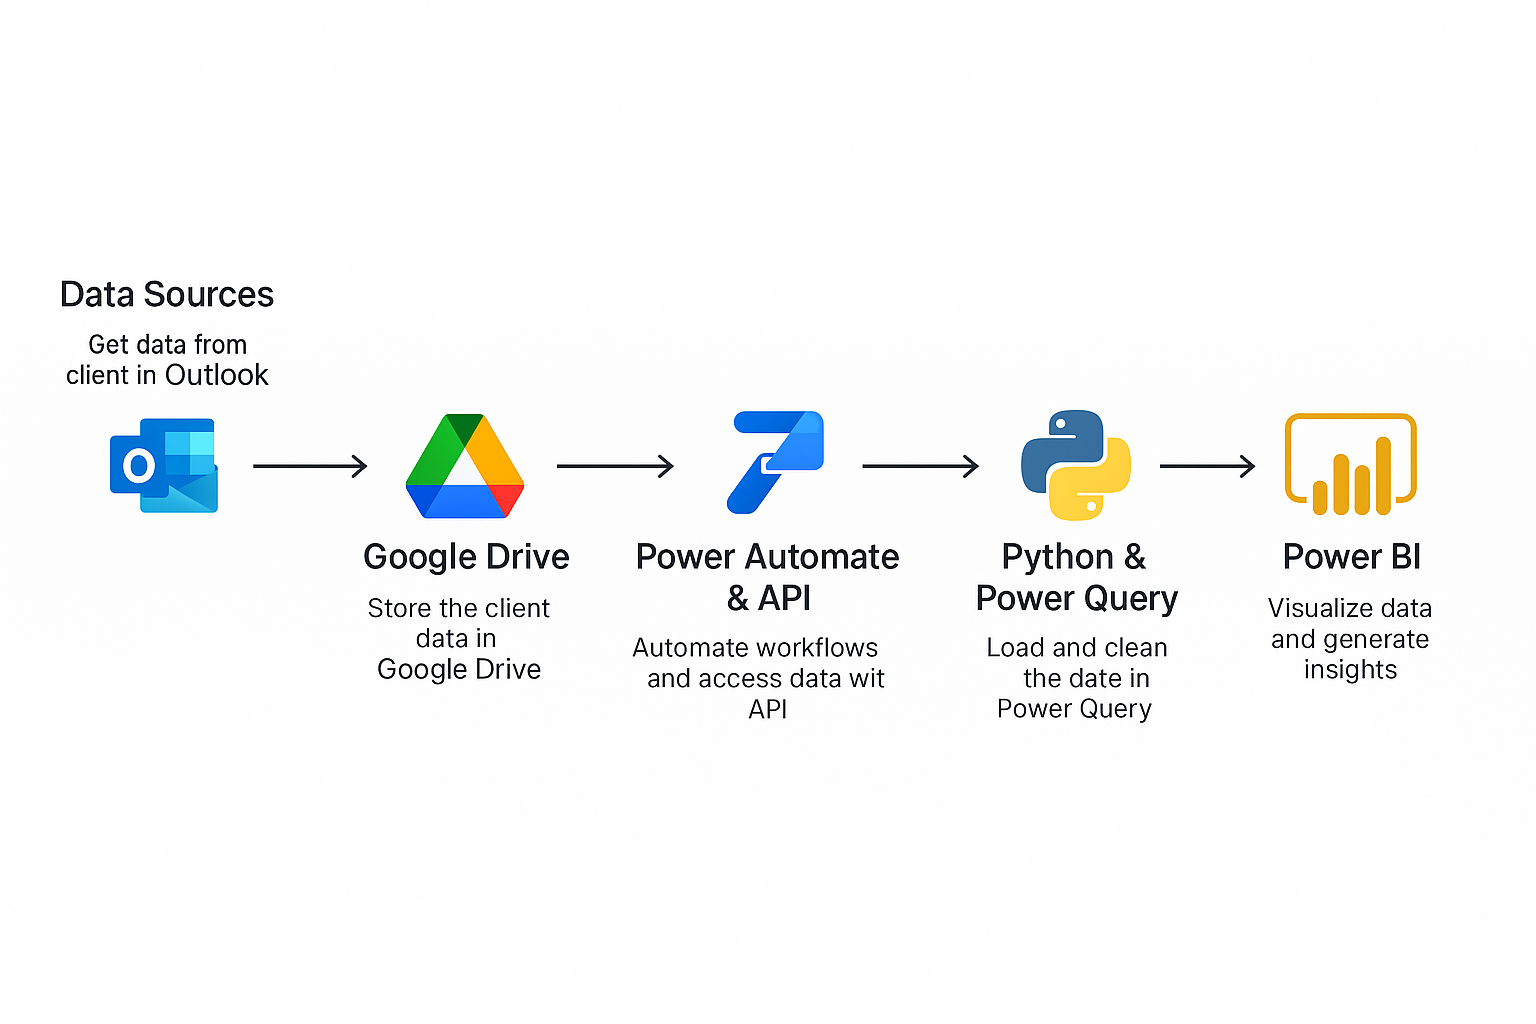 Data Sources
Get data from
client in Outlook
O
Google Drive
Store the client
data in
Google Drive
Power Automate
& API
Automate workflows
and access data wit
API
Python &
Power Query
Load and clean
the date in
Power Query
Power BI
Visualize data
and generate
insights